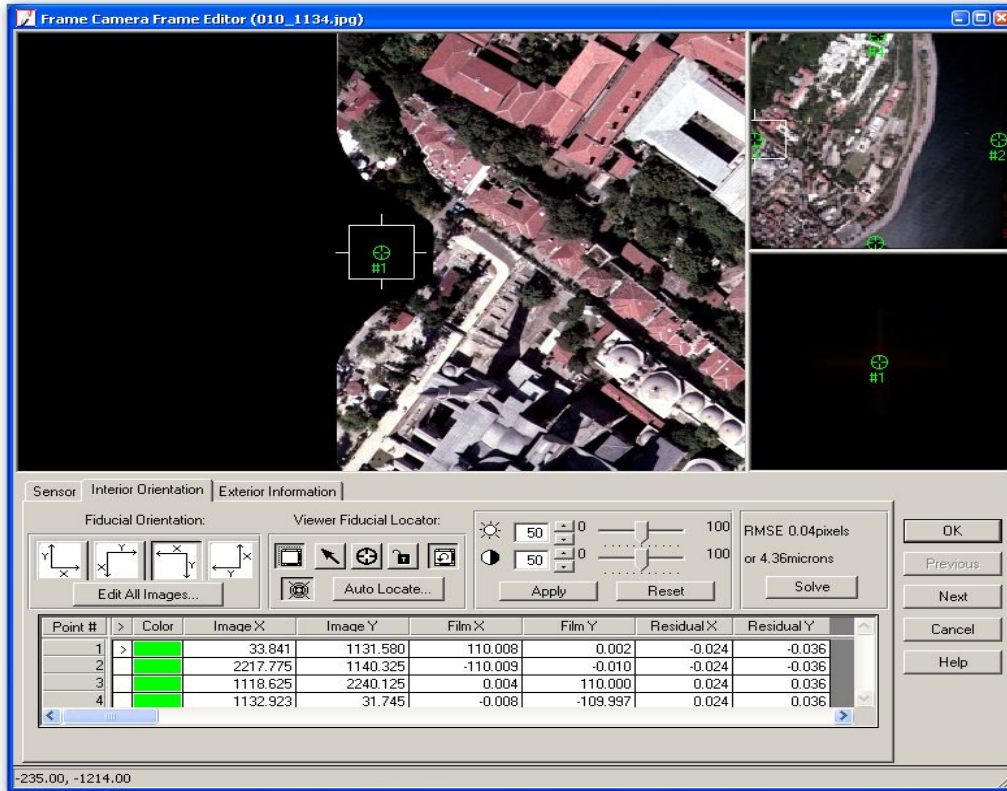 Frame Camera Frame Editor (010_1134.jpg)
#1
#2
#1
Sensor Interior Orientation Exterior Information
Fiducial Orientation:
Viewer Fiducial Locator:
Y X
X Y
X Y
X Y
Edit All Images...
Auto Locate...
50 0 100
50 0 100
Apply Reset
RMSE 0.04pixels
or 4.36microns
Solve
OK
Previous
Next
Cancel
Help
Point # > Color Image X Image Y Film X Film Y Residual X Residual Y
1 > 33.841 1131.580 110.008 0.002 -0.024 -0.036
2 2217.775 1140.325 -110.009 -0.010 -0.024 -0.036
3 1118.625 2240.125 0.004 110.000 0.024 0.036
4 1132.923 31.745 -0.008 -109.997 0.024 0.036
-235.00, -1214.00